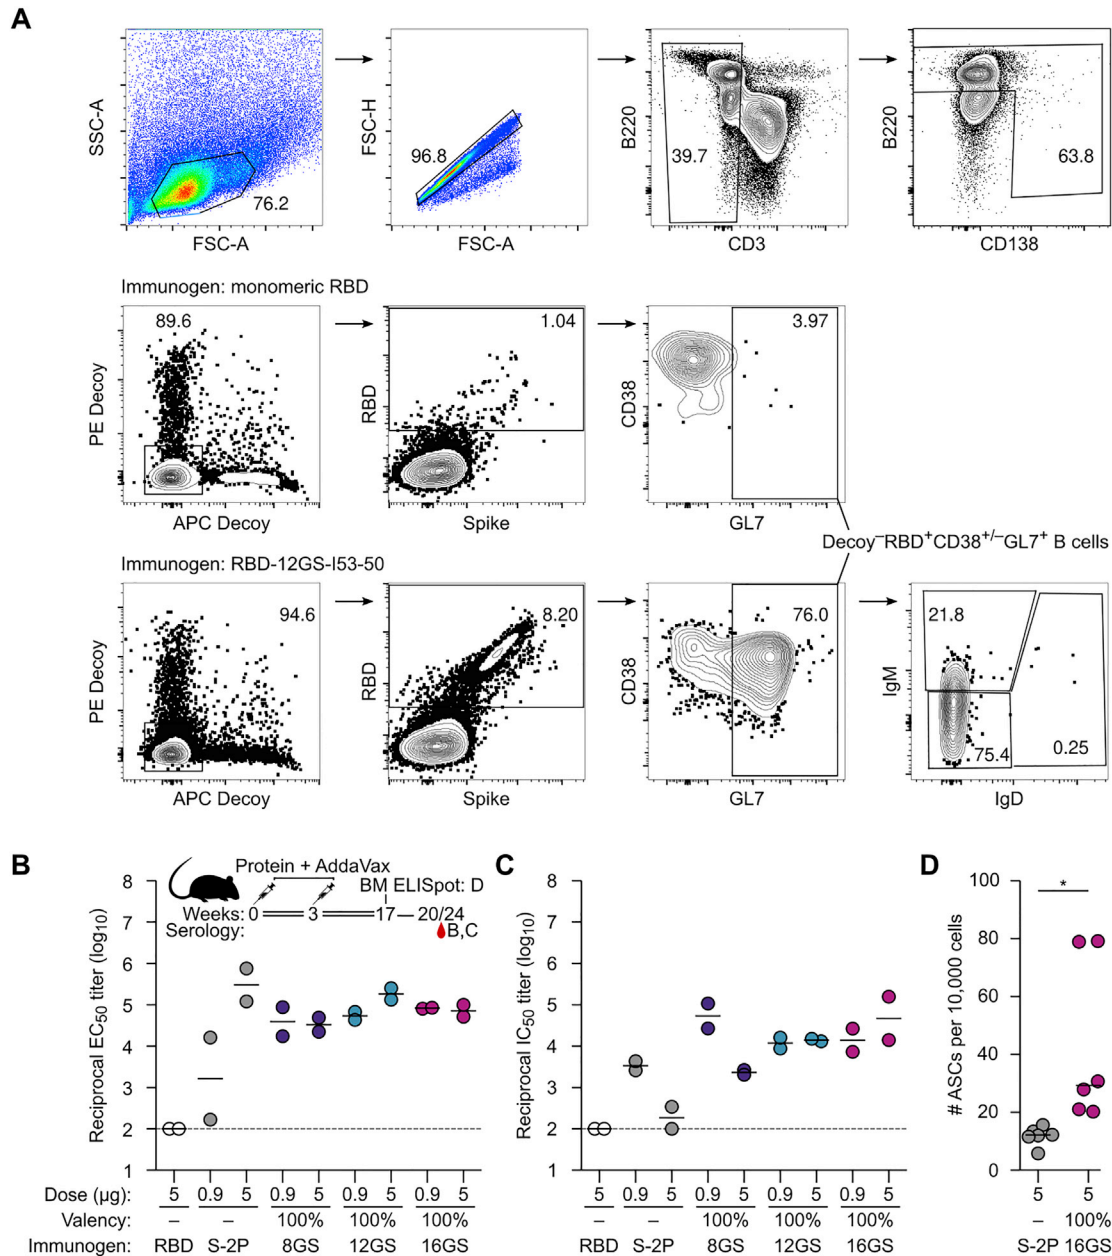 A
SSC-A
76.2
FSC-A
FSC-H
96.8
FSC-A
B220
39.7
CD3
B220
63.8
CD138
Immunogen: monomeric RBD
PE Decoy
89.6
APC Decoy
RBD
1.04
Spike
CD38
3.97
GL7
Decoy–RBD+CD38+/–GL7+ B cells
Immunogen: RBD-12GS-I53-50
PE Decoy
94.6
APC Decoy
RBD
8.20
Spike
CD38
76.0
GL7
IgM
21.8
75.4
0.25
IgD
B
Protein + AddaVax
BM ELISpot: D
Weeks: 0 3 17 20/24
Serology: B,C
Reciprocal EC50 titer (log10)
8
7
6
5
4
3
2
1
Dose (µg): 5 0.9 5 0.9 5 0.9 5 0.9 5
Valency: – – 100% 100% 100%
Immunogen: RBD S-2P 8GS 12GS 16GS
C
Reciprocal IC50 titer (log10)
8
7
6
5
4
3
2
1
5 0.9 5 0.9 5 0.9 5 0.9 5
– – 100% 100% 100%
RBD S-2P 8GS 12GS 16GS
D
# ASCs per 10,000 cells
100
80
60
40
20
0
*
5 5
– 100%
S-2P 16GS